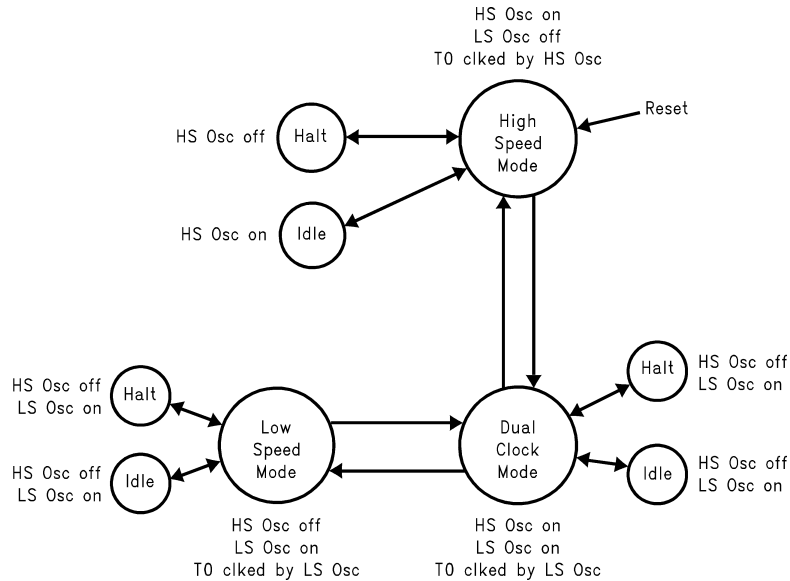 HS Osc on
LS Osc off
T0 clked by HS Osc
High
Speed
Mode
Reset
HS Osc off
Halt
HS Osc on
Idle
HS Osc off
LS Osc on
Halt
HS Osc off
LS Osc on
Idle
Low
Speed
Mode
HS Osc off
LS Osc on
T0 clked by LS Osc
Dual
Clock
Mode
HS Osc on
LS Osc on
T0 clked by LS Osc
Halt
HS Osc off
LS Osc on
Idle
HS Osc off
LS Osc on